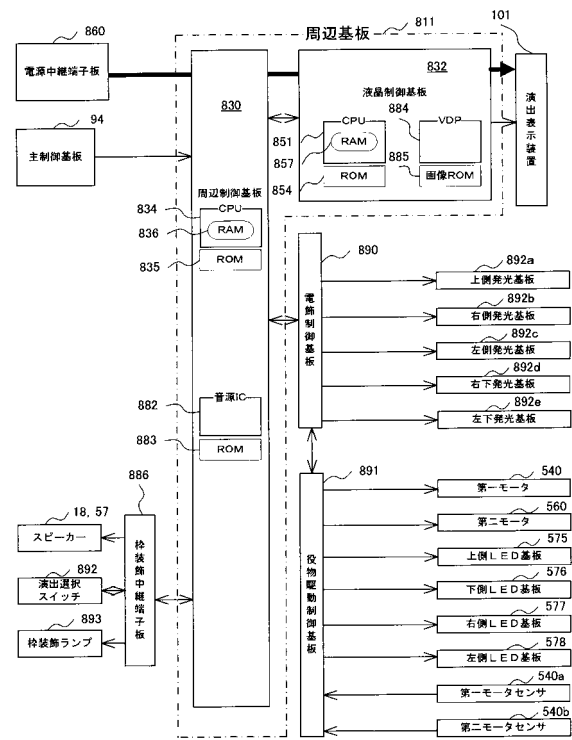 周辺基板
811
101
860
電源中継端子板
94
主制御基板
830
周辺制御基板
834
CPU
836
RAM
835
ROM
882
音源IC
883
ROM
832
液晶制御基板
884
851
CPU
VDP
857
RAM
885
854
ROM
画像ROM
演出表示装置
890
電飾制御基板
892a
上側発光基板
892b
右側発光基板
892c
左側発光基板
892d
右下発光基板
892e
左下発光基板
891
役物駆動制御基板
540
第一モータ
560
第二モータ
575
上側LED基板
576
下側LED基板
577
右側LED基板
578
左側LED基板
540a
第一モータセンサ
540b
第二モータセンサ
886
枠装飾中継端子板
18, 57
スピーカー
892
演出選択
スイッチ
893
枠装飾ランプ